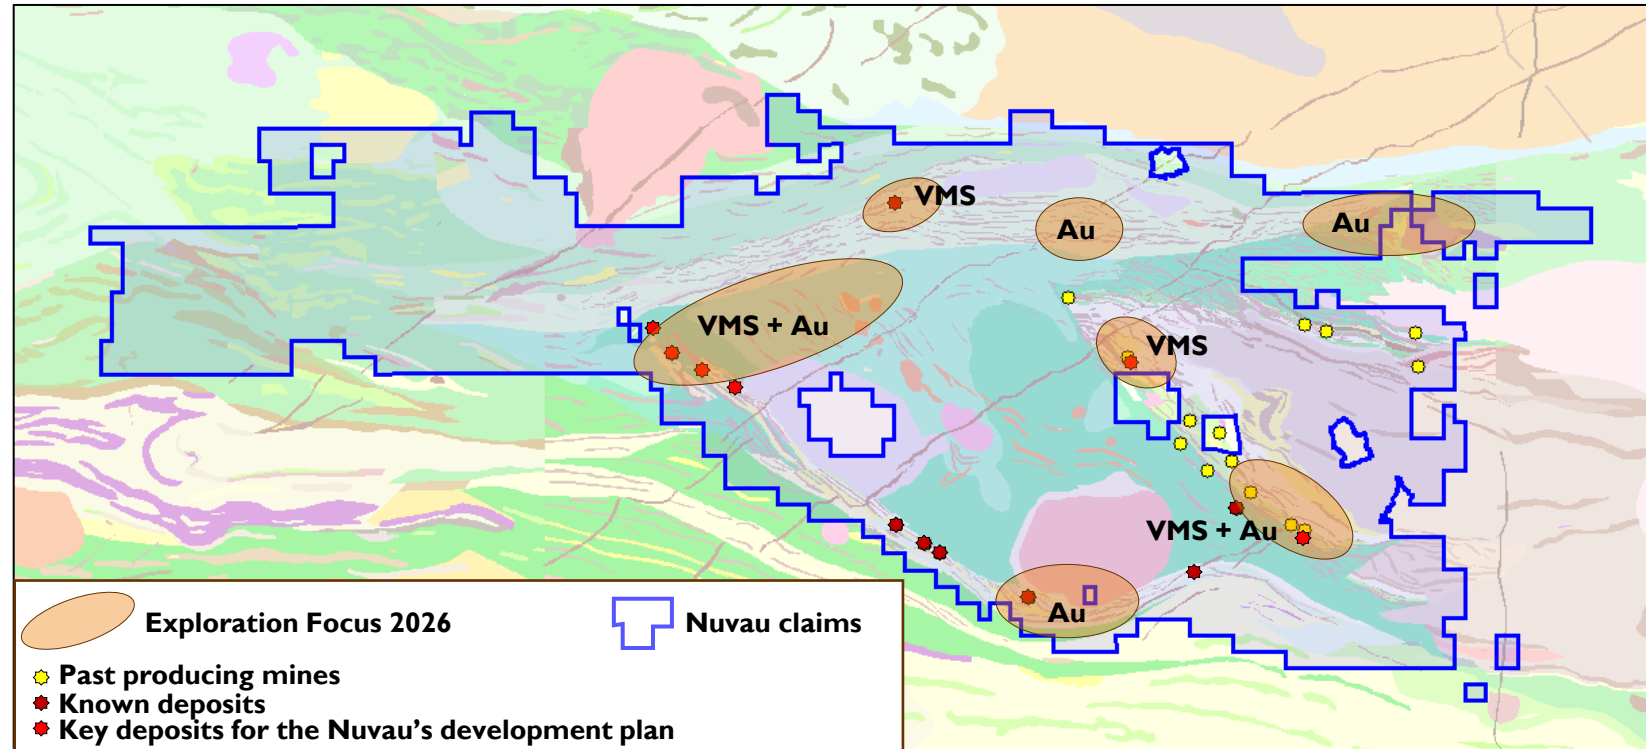 VMS
Au
Au
VMS + Au
VMS
VMS + Au
Au
Exploration Focus 2026
Nuvau claims
Past producing mines
Known deposits
Key deposits for the Nuvau’s development plan